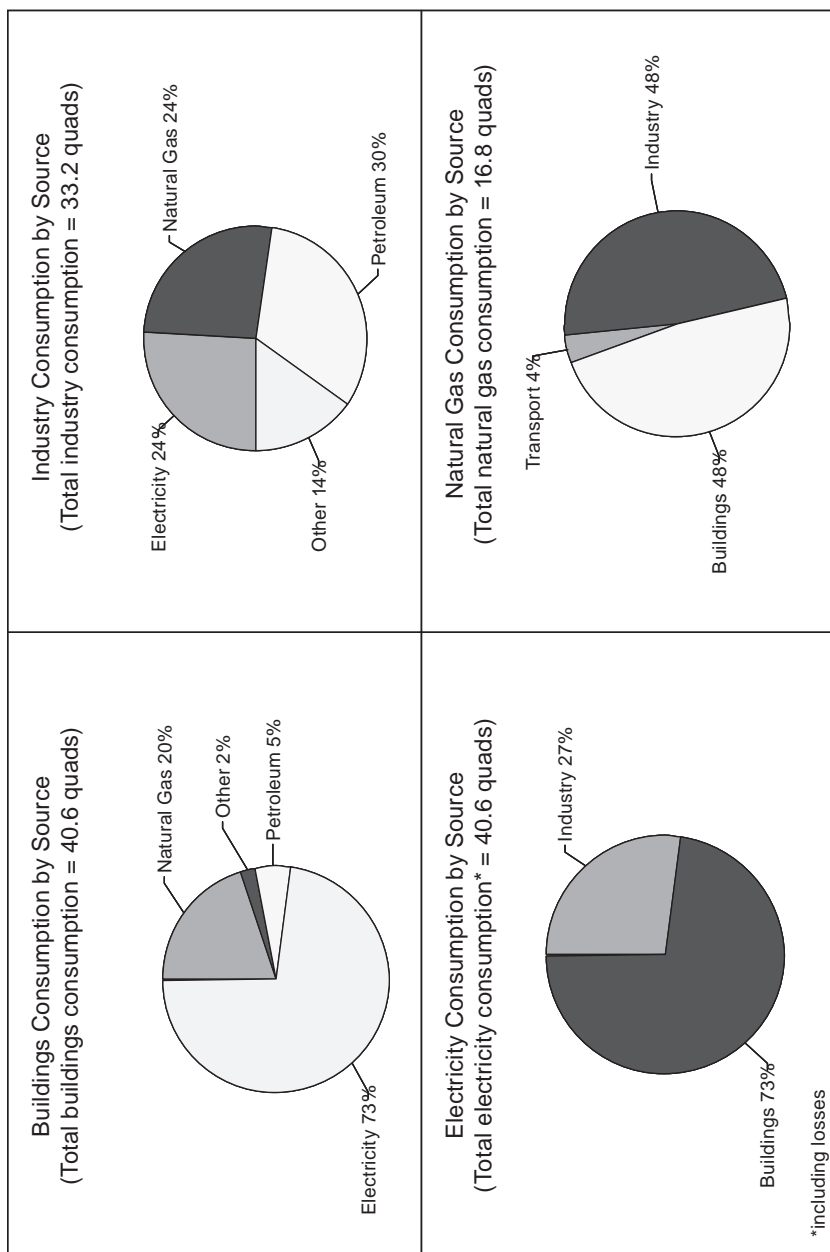 Buildings Consumption by Source
(Total buildings consumption = 40.6 quads)
Natural Gas 20%
Other 2%
Petroleum 5%
Electricity 73%
Industry Consumption by Source
(Total industry consumption = 33.2 quads)
Natural Gas 24%
Electricity 24%
Petroleum 30%
Other 14%
Electricity Consumption by Source
(Total electricity consumption* = 40.6 quads)
Industry 27%
Buildings 73%
*including losses
Natural Gas Consumption by Source
(Total natural gas consumption = 16.8 quads)
Transport 4%
Industry 48%
Buildings 48%